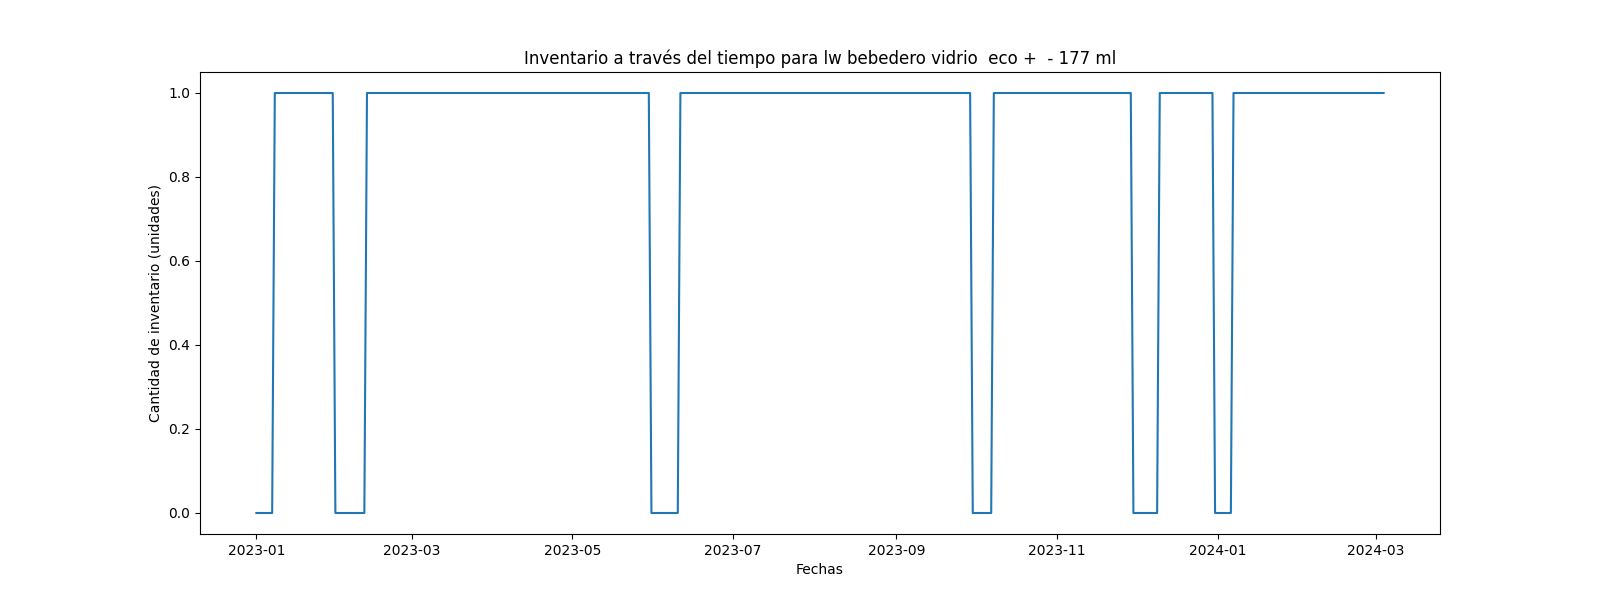 Inventario a través del tiempo para lw bebedero vidrio  eco +  - 177 ml
Cantidad de inventario (unidades)
1.0
0.8
0.6
0.4
0.2
0.0
2023-01 2023-03 2023-05 2023-07 2023-09 2023-11 2024-01 2024-03
Fechas